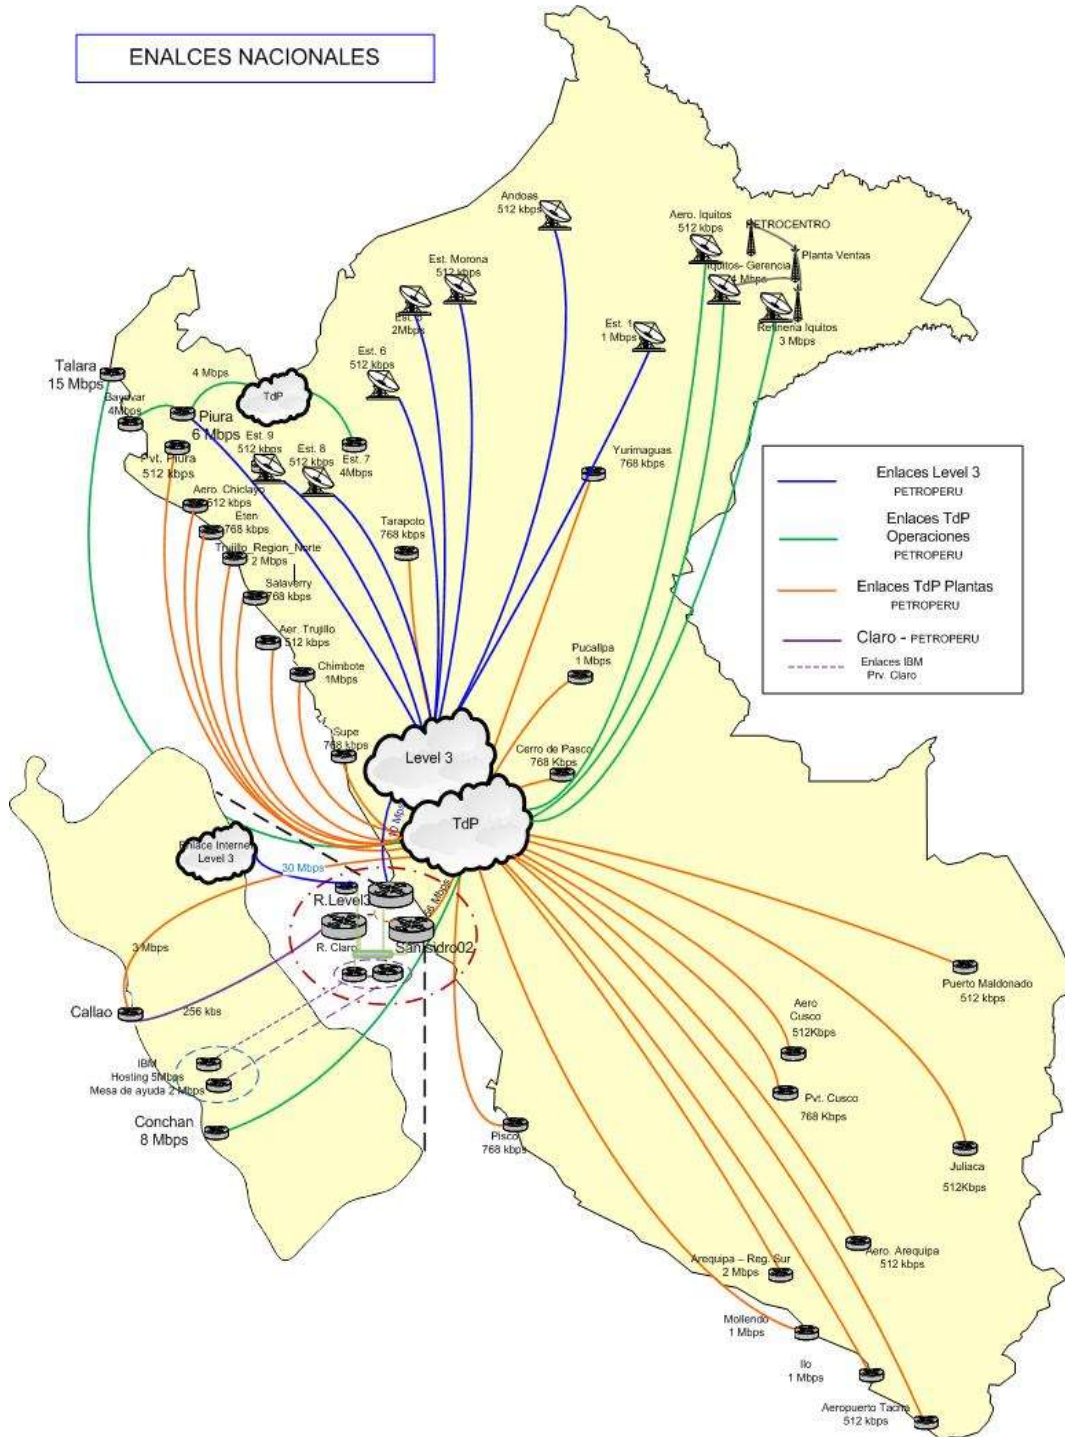 ENALCES NACIONALES
Andoas
512 kbps
Aero. Iquitos
512 kbps
PETROCENTRO
Planta Ventas
Iquitos- Gerencia
Mbps
Refineria Iquitos
3 Mbps
Est. Morona
512 kbps
2Mbps
Est. 1
1 Mbps
Est. 6
512 kbps
Talara
15 Mbps
Bayovar
4Mbps
4 Mbps
TdP
Piura
6 Mbps
Pvt. Piura
512 kbps
Est. 9
512 kbps
Est. 8
512 kbps
Est. 7
4Mbps
Yurimaguas
768 kbps
Aero. Chiclayo
512 kbps
Eten
768 kbps
Trujillo_Region_Norte
2 Mbps
Tarapoto
768 kbps
Salaverry
768 kbps
Aer. Trujillo
512 kbps
Chimbote
1Mbps
Pucallpa
1 Mbps
Supe
768 kbps
Level 3
Cerro de Pasco
768 Kbps
TdP
Enlaces Level 3
PETROPERU
Enlaces TdP
Operaciones
PETROPERU
Enlaces TdP Plantas
PETROPERU
Claro - PETROPERU
Enlaces IBM
Prv. Claro
Enlace Internet
Level 3
30 Mbps
R.Level3
R. Claro
SanIsidro02
3 Mbps
Callao
256 kbs
IBM
Hosting 5Mbps
Mesa de ayuda 2 Mbps
Conchan
8 Mbps
Pisco
768 kbps
Puerto Maldonado
512 kbps
Aero
Cusco
512Kbps
Pvt. Cusco
768 Kbps
Juliaca
512Kbps
Aero. Arequipa
512 kbps
Arequipa – Reg. Sur
2 Mbps
Mollendo
1 Mbps
Ilo
1 Mbps
Aeropuerto Tacna
512 kbps